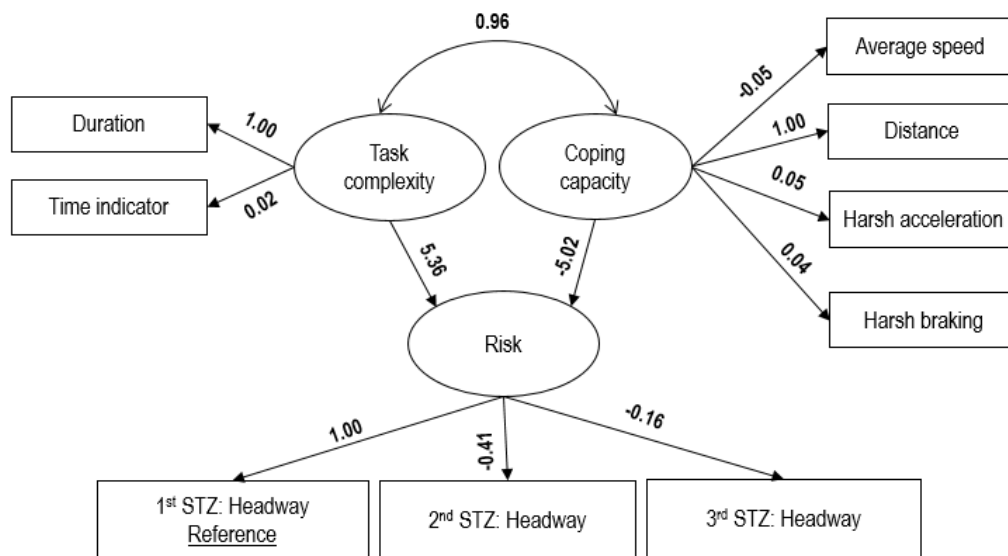 0.96
Average speed
-0.05
Duration
1.00
Task
complexity
Coping
capacity
1.00
Distance
Time indicator
0.02
0.05
Harsh acceleration
5.36
-5.02
0.04
Harsh braking
Risk
1.00
-0.41
-0.16
1st STZ: Headway
Reference
2nd STZ: Headway
3rd STZ: Headway